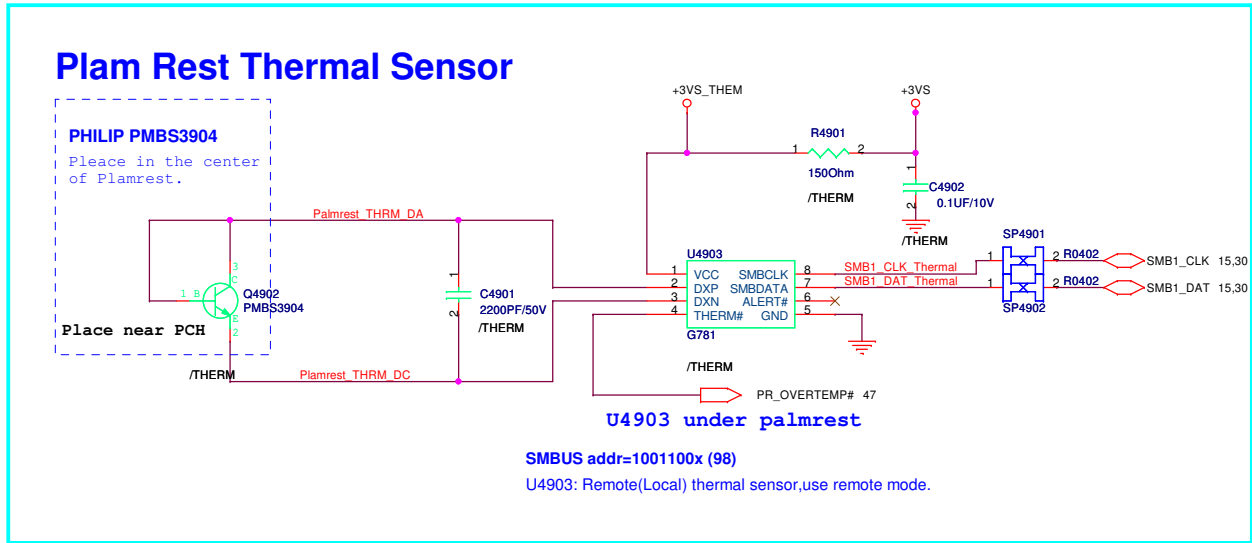 Plam Rest Thermal Sensor
PHILIP PMBS3904
Pleace in the center
of Plamrest.
Palmrest_THRM_DA
3
C
1
B
Q4902
PMBS3904
E
2
Place near PCH
/THERM
Plamrest_THRM_DC
1
C4901
2200PF/50V
2
/THERM
+3VS_THEM
+3VS
R4901
1
2
150Ohm
/THERM
1
C4902
2
0.1UF/10V
/THERM
U4903
1 VCC SMBCLK 8
2 DXP SMBDATA 7
3 DXN ALERT# 6
4 THERM# GND 5
G781
/THERM
SMB1_CLK_Thermal
SMB1_DAT_Thermal
SP4901
1
2
R0402
SMB1_CLK 15,30
1
2
R0402
SMB1_DAT 15,30
SP4902
PR_OVERTEMP# 47
U4903 under palmrest
SMBUS addr=1001100x (98)
U4903: Remote(Local) thermal sensor,use remote mode.